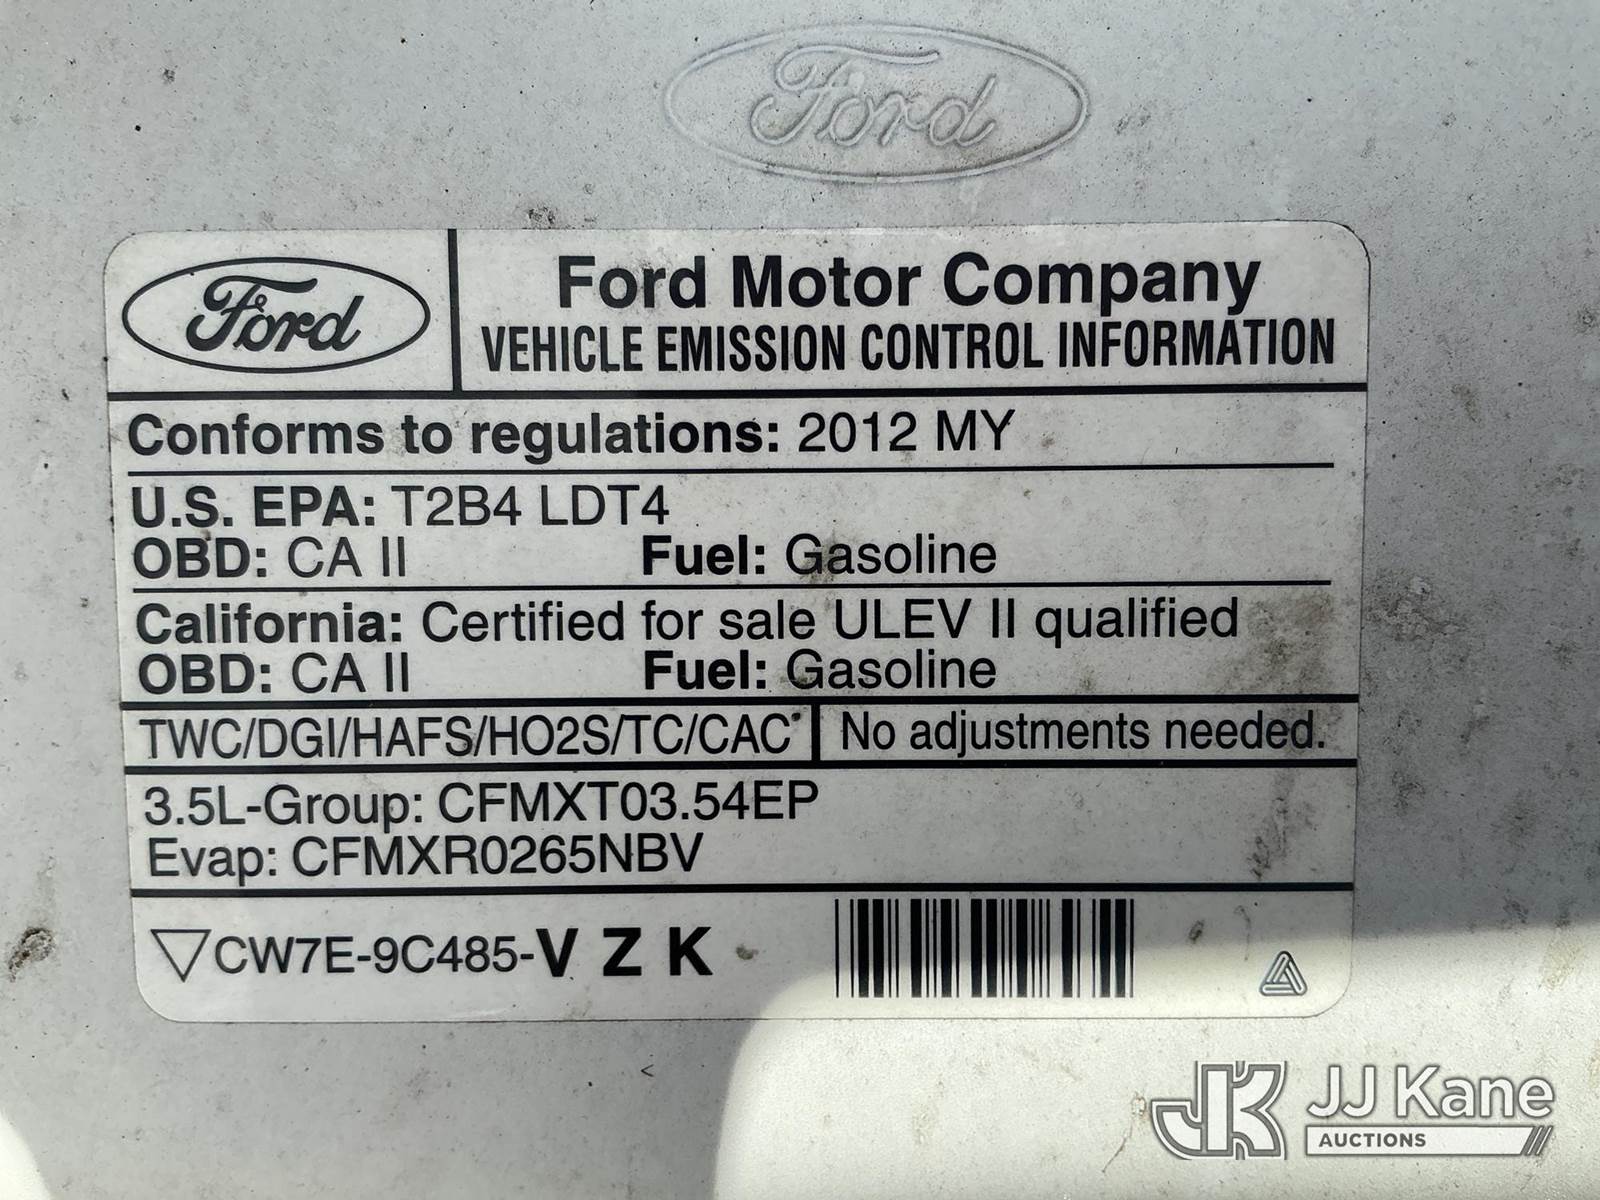 Ford
Ford
Ford Motor Company
VEHICLE EMISSION CONTROL INFORMATION
Conforms to regulations: 2012 MY
U.S. EPA: T2B4 LDT4
OBD: CA II Fuel: Gasoline
California: Certified for sale ULEV II qualified
OBD: CA II Fuel: Gasoline
TWC/DGI/HAFS/HO2S/TC/CAC No adjustments needed.
3.5L-Group: CFMXT03.54EP
Evap: CFMXR0265NBV
CW7E-9C485-V Z K
JK JJ Kane
AUCTIONS